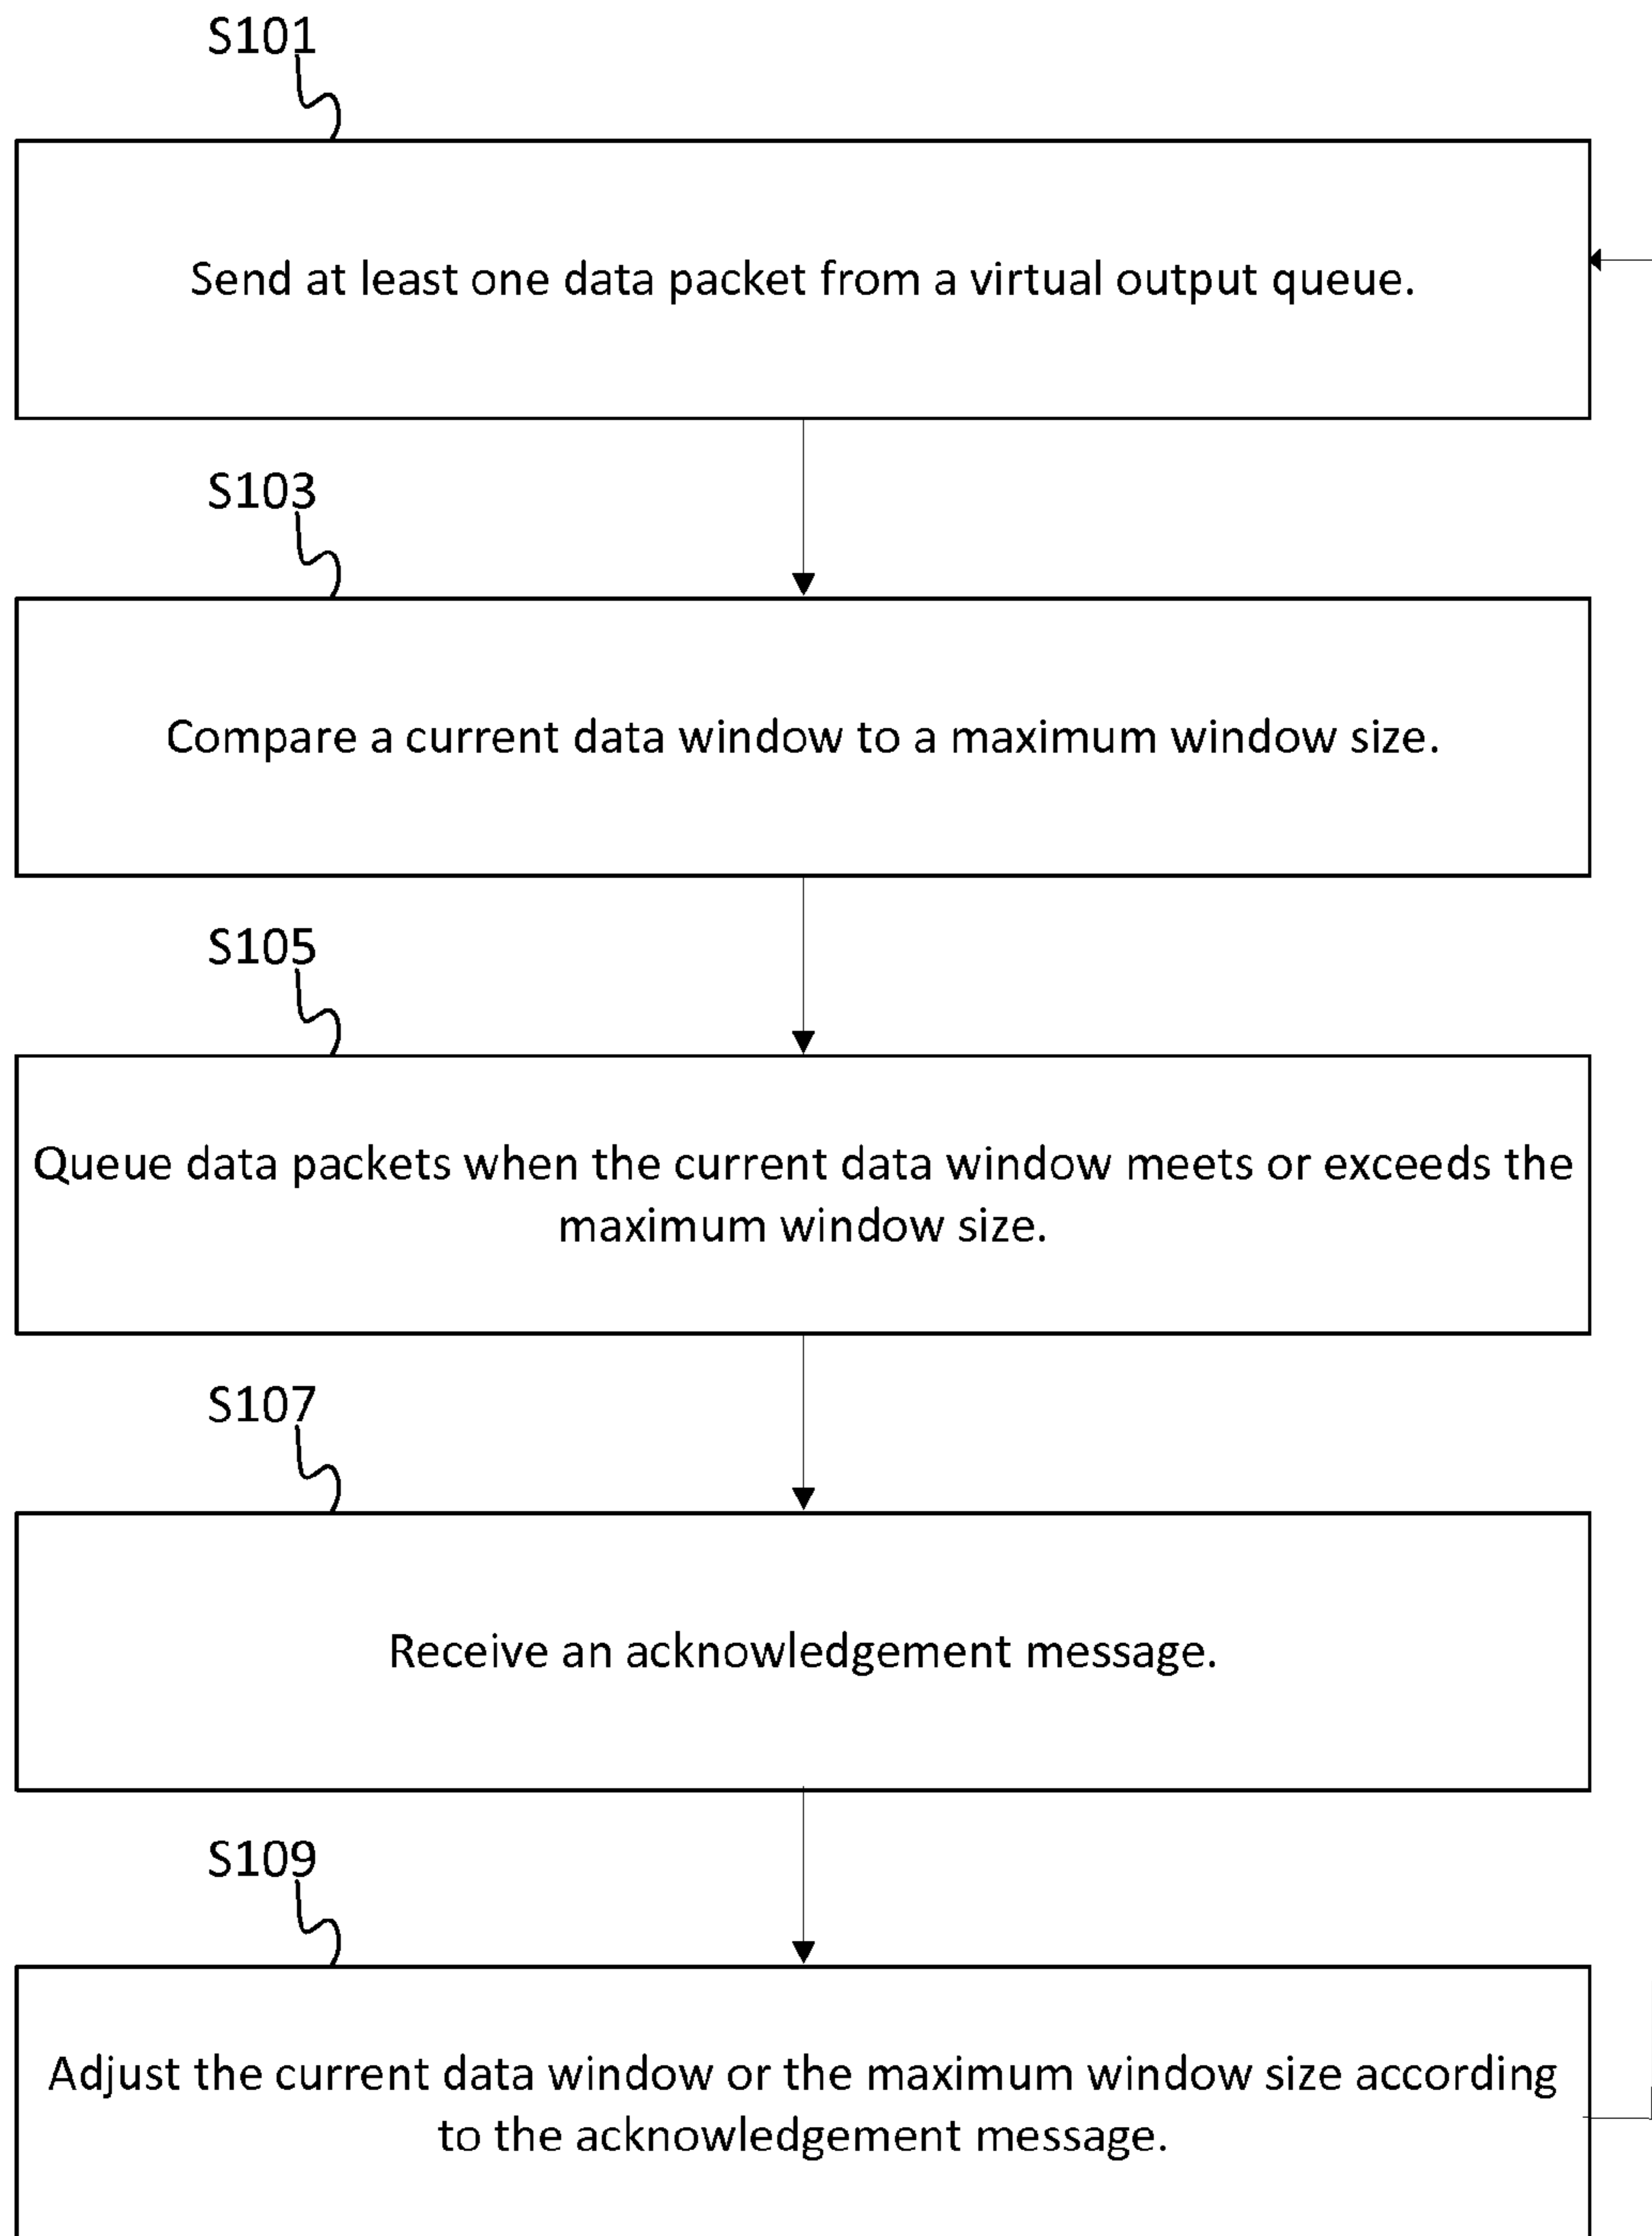 S101
Send at least one data packet from a virtual output queue.
S103
Compare a current data window to a maximum window size.
S105
Queue data packets when the current data window meets or exceeds the
maximum window size.
S107
Receive an acknowledgement message.
S109
Adjust the current data window or the maximum window size according
to the acknowledgement message.